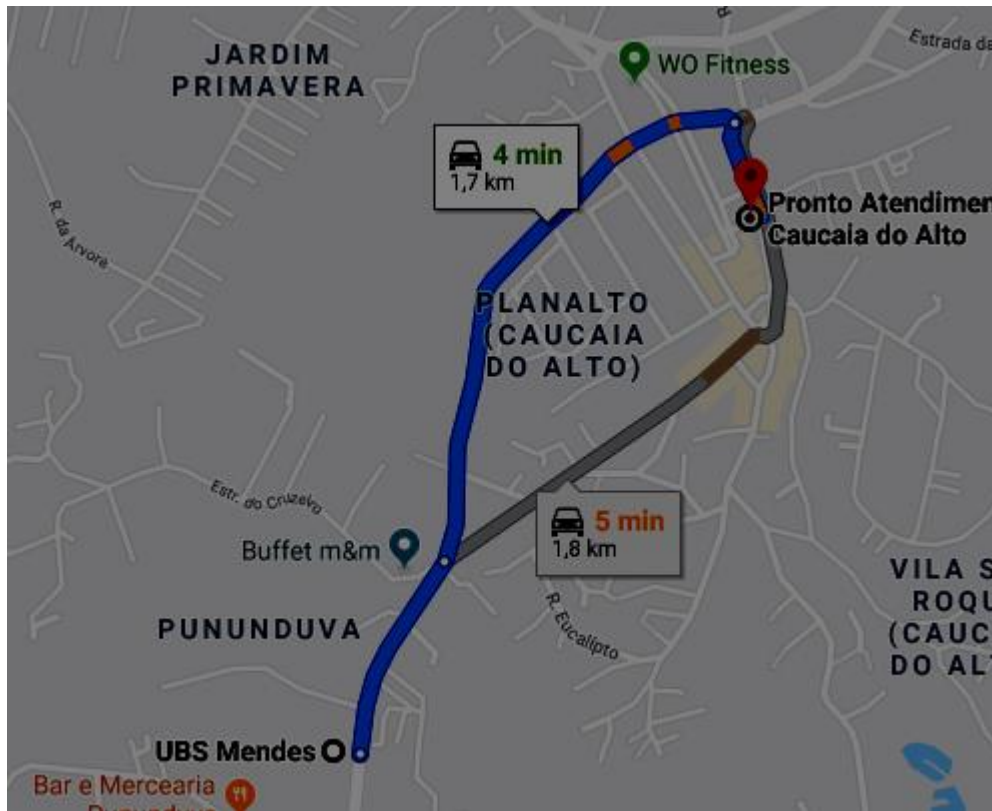 JARDIM
PRIMAVERA
WO Fitness
Estrada da
4 min
1,7 km
R. da Arvore
Pronto Atendimen
Caucaia do Alto
PLANALTO
(CAUCAIA
DO ALTO)
Estr. do Cruzeiro
5 min
1,8 km
Buffet m&m
R. Eucalipto
VILA S
ROQU
(CAUC
DO ALT
PUNUNDUVA
UBS Mendes
Bar e Mercearia
Pununduva